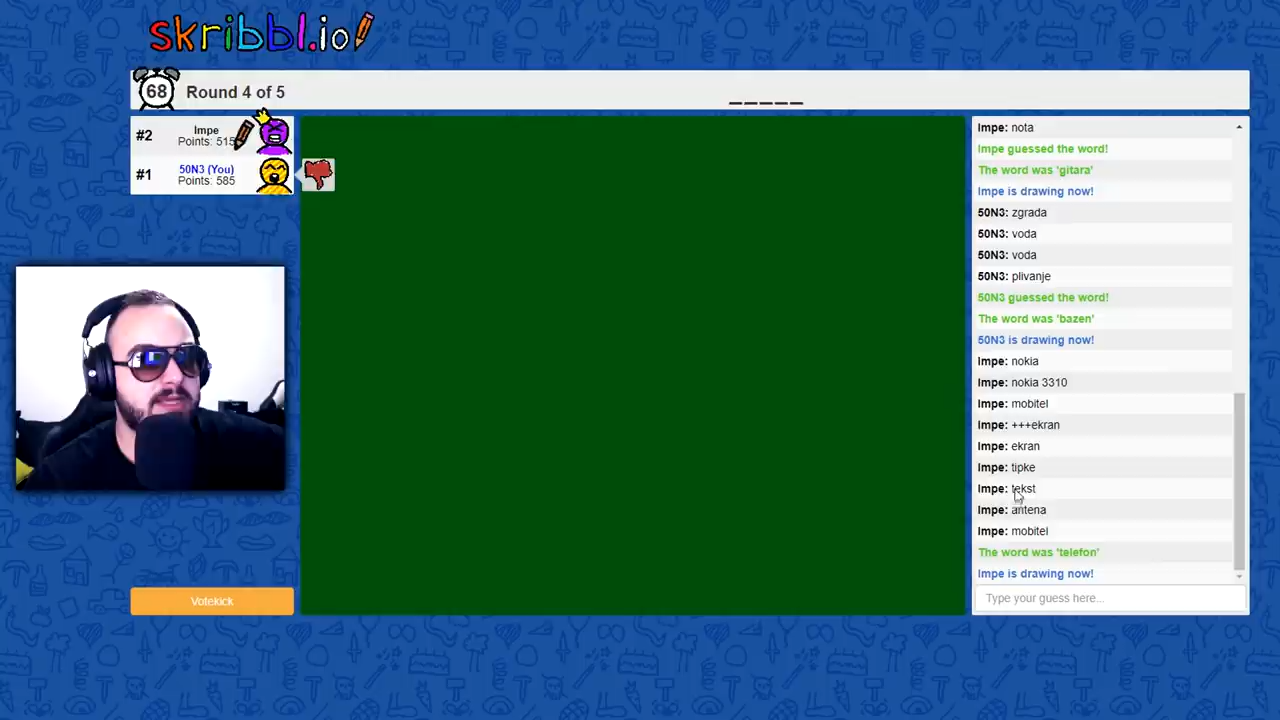 skribbl.io
68
Round 4 of 5
_____
#2
Impe
Points: 515
#1
50N3 (You)
Points: 585
Votekick
Impe: nota
Impe guessed the word!
The word was 'gitara'
Impe is drawing now!
50N3: zgrada
50N3: voda
50N3: voda
50N3: plivanje
50N3 guessed the word!
The word was 'bazen'
50N3 is drawing now!
Impe: nokia
Impe: nokia 3310
Impe: mobitel
Impe: +++ekran
Impe: ekran
Impe: tipke
Impe: tekst
Impe: antena
Impe: mobitel
The word was 'telefon'
Impe is drawing now!
Type your guess here...